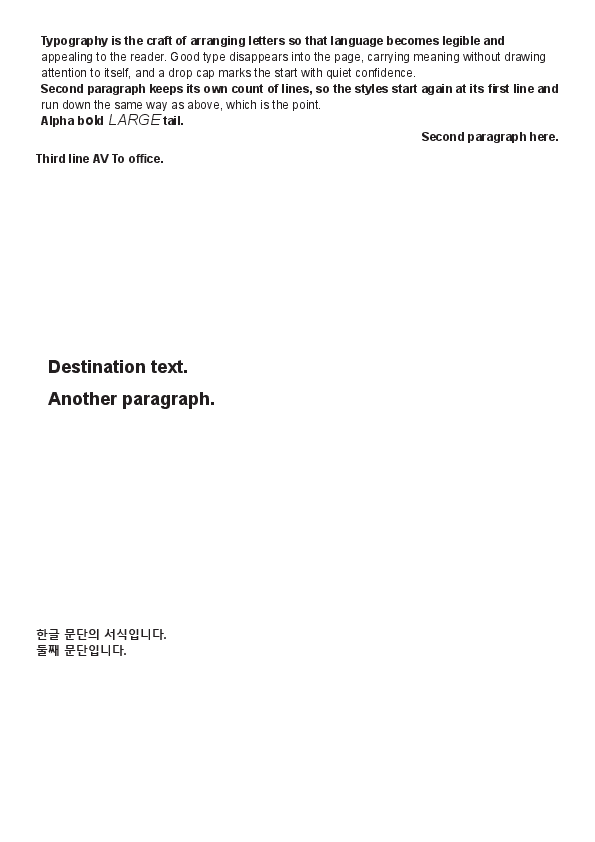 Typography is the craft of arranging letters so that language becomes legible and
appealing to the reader. Good type disappears into the page, carrying meaning without drawing
attention to itself, and a drop cap marks the start with quiet confidence.
Second paragraph keeps its own count of lines, so the styles start again at its first line and
run down the same way as above, which is the point.
Alpha bold LARGE tail.
Second paragraph here.
Third line AV To office.
Destination text.
Another paragraph.
한글 문단의 서식입니다.
둘째 문단입니다.